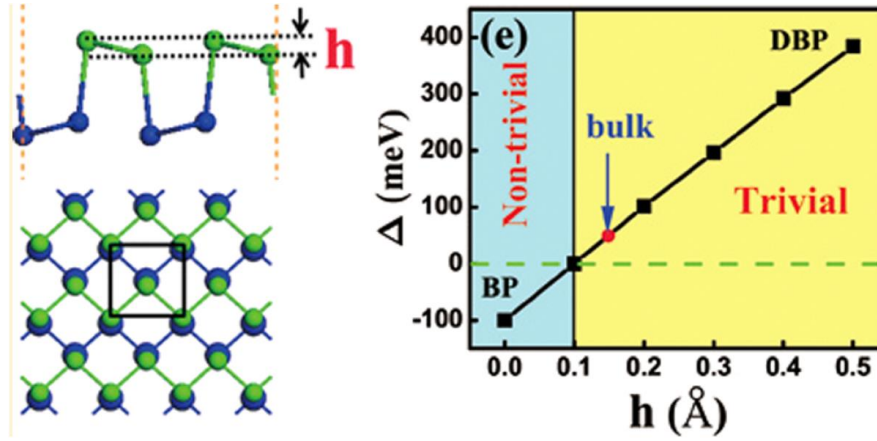 h
(e)
DBP
bulk
Non-trivial
Trivial
BP
Δ (meV)
400
300
200
100
0
-100
0.0 0.1 0.2 0.3 0.4 0.5
h (Å)